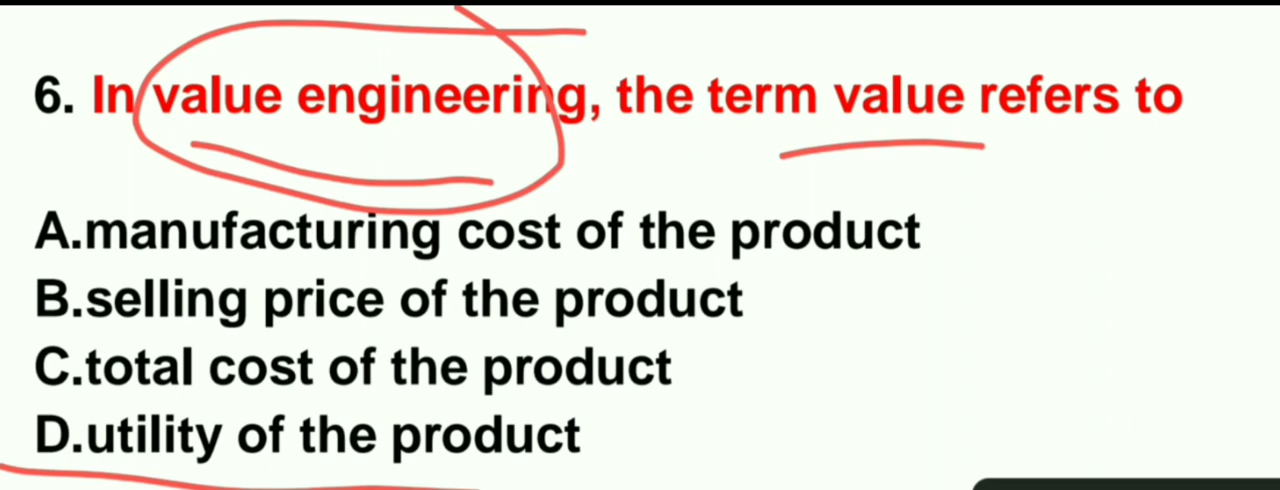 6. In value engineering, the term value refers to
A.manufacturing cost of the product
B.selling price of the product
C.total cost of the product
D.utility of the product